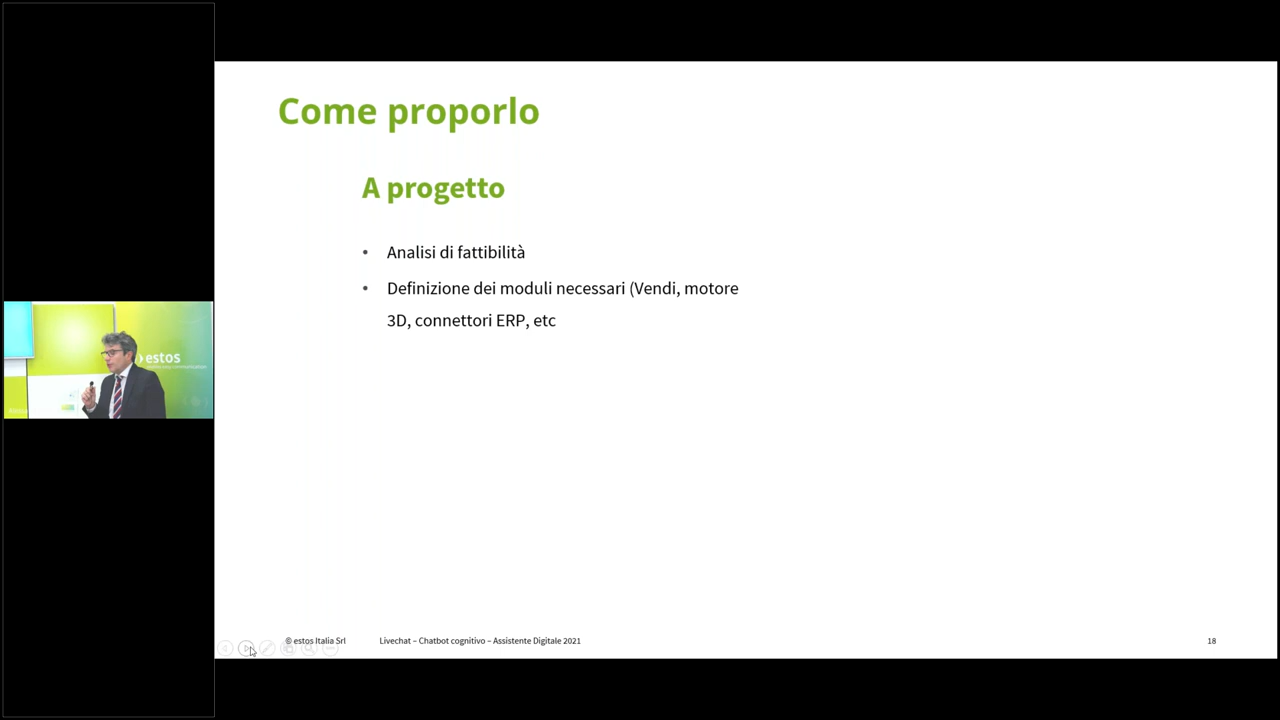 Come proporlo
A progetto
• Analisi di fattibilità
• Definizione dei moduli necessari (Vendi, motore
3D, connettori ERP, etc
estos
© estos Italia Srl
Livechat – Chatbot cognitivo – Assistente Digitale 2021
18